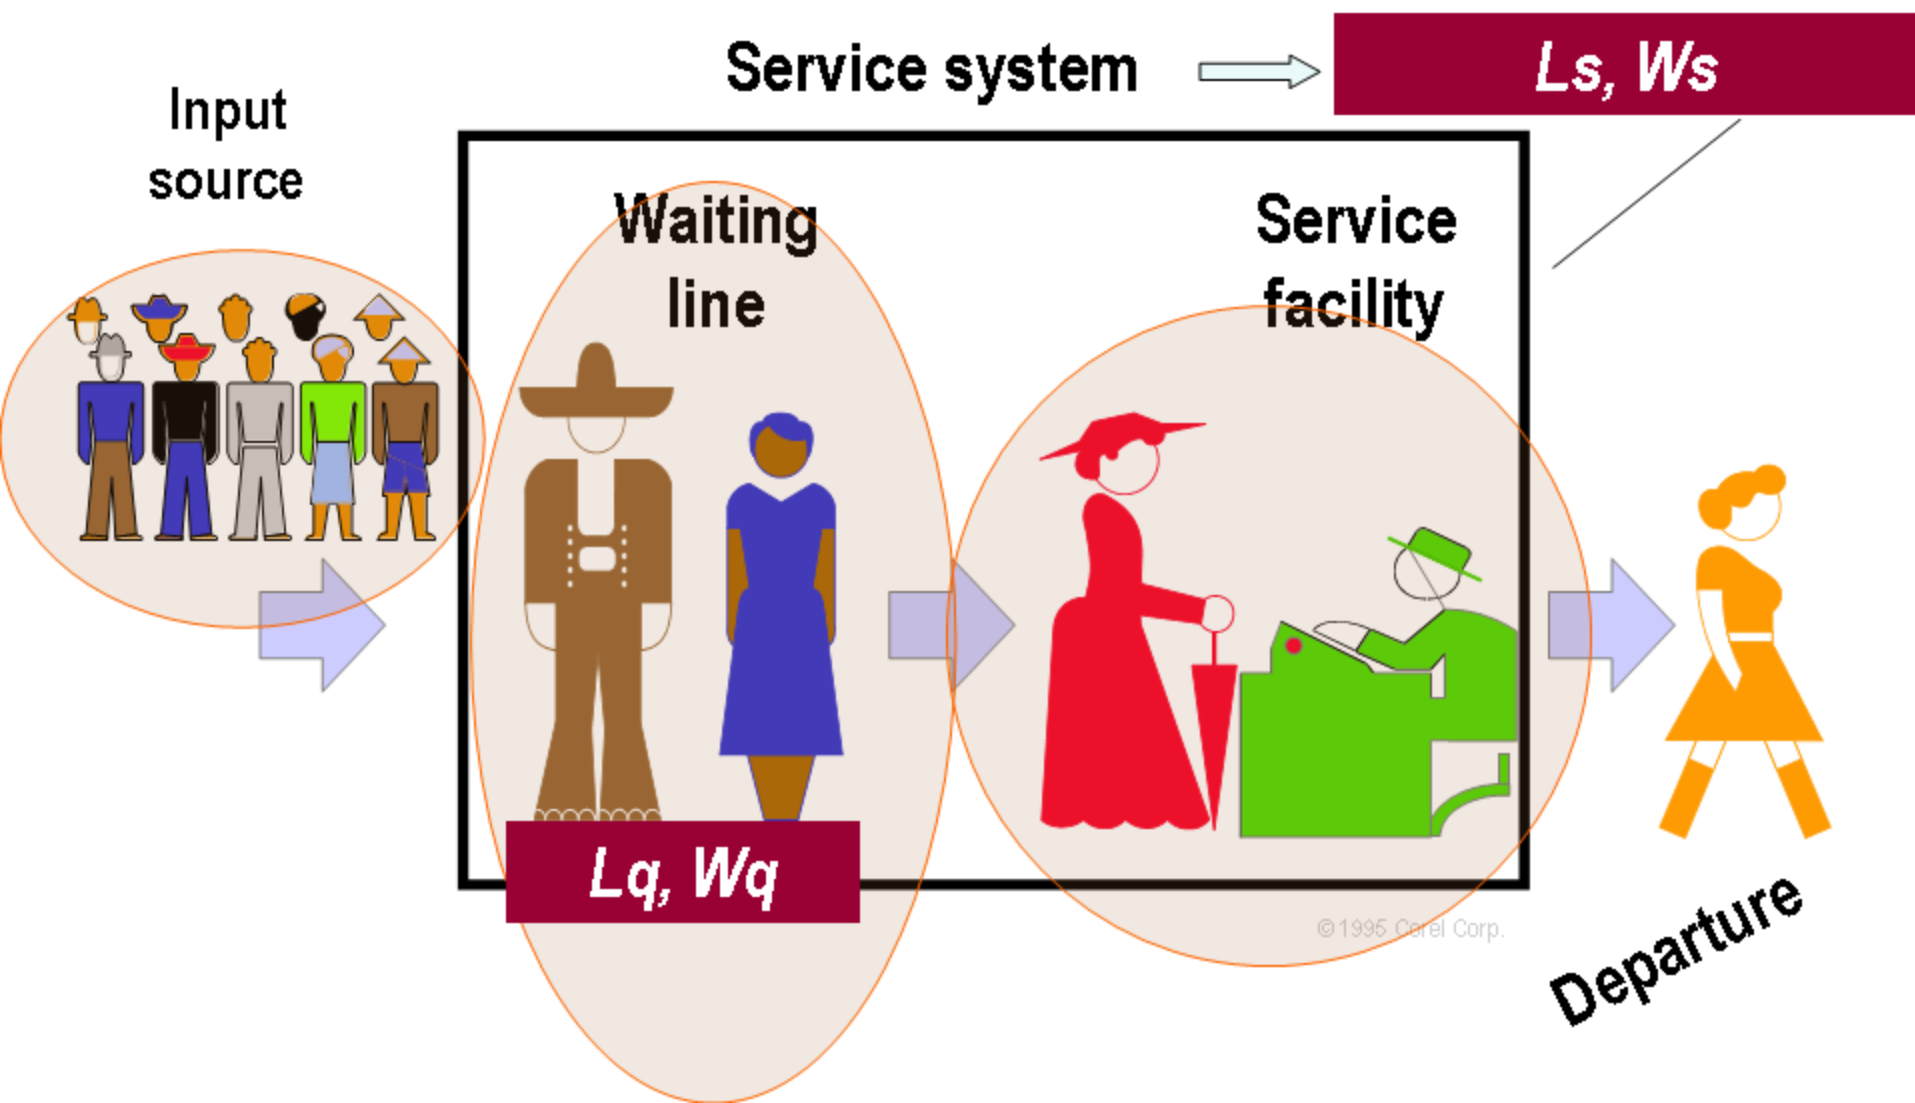 Service system
Ls, Ws
Input
source
Waiting
line
Service
facility
Lq, Wq
©1995 Corel Corp.
Departure